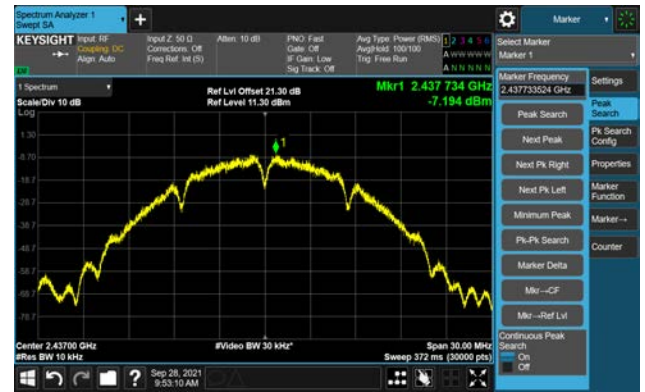 Spectrum Analyzer 1
Swept SA
Marker
KEYSIGHT
Input: RF
Coupling: DC
Align: Auto
Input Z: 50 Ω
Corrections: Off
Freq Ref: Int (S)
Atten: 10 dB
PNO: Fast
Gate: Off
IF Gain: Low
Sig Track: Off
Avg Type: Power (RMS)
Avg|Hold: 100/100
Trig: Free Run
1 2 3 4 5 6
A W W W W W
A N N N N N
Select Marker
Marker 1
1 Spectrum
Scale/Div 10 dB
Log
Ref Lvl Offset 21.30 dB
Ref Level 11.30 dBm
Mkr1 2.437 734 GHz
-7.194 dBm
1
1.30
-8.70
-18.7
-28.7
-38.7
-48.7
-58.7
-68.7
-78.7
Center 2.43700 GHz
#Res BW 10 kHz
#Video BW 30 kHz*
Span 30.00 MHz
Sweep 372 ms (30000 pts)
Marker Frequency
2.437733524 GHz
Peak Search
Next Peak
Next Pk Right
Next Pk Left
Minimum Peak
Pk-Pk Search
Marker Delta
Mkr→CF
Mkr→Ref Lvl
Continuous Peak
Search
On
Off
Settings
Peak
Search
Pk Search
Config
Properties
Marker
Function
Marker→
Counter
Sep 28, 2021
9:53:10 AM